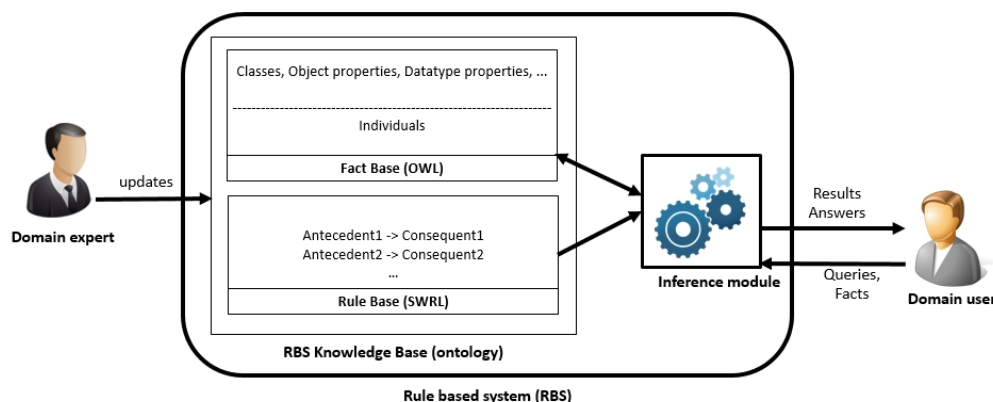 Classes, Object properties, Datatype properties, ...
Individuals
Fact Base (OWL)
updates
Domain expert
Antecedent1 -> Consequent1
Antecedent2 -> Consequent2
...
Rule Base (SWRL)
RBS Knowledge Base (ontology)
Inference module
Results
Answers
Queries,
Facts
Domain user
Rule based system (RBS)